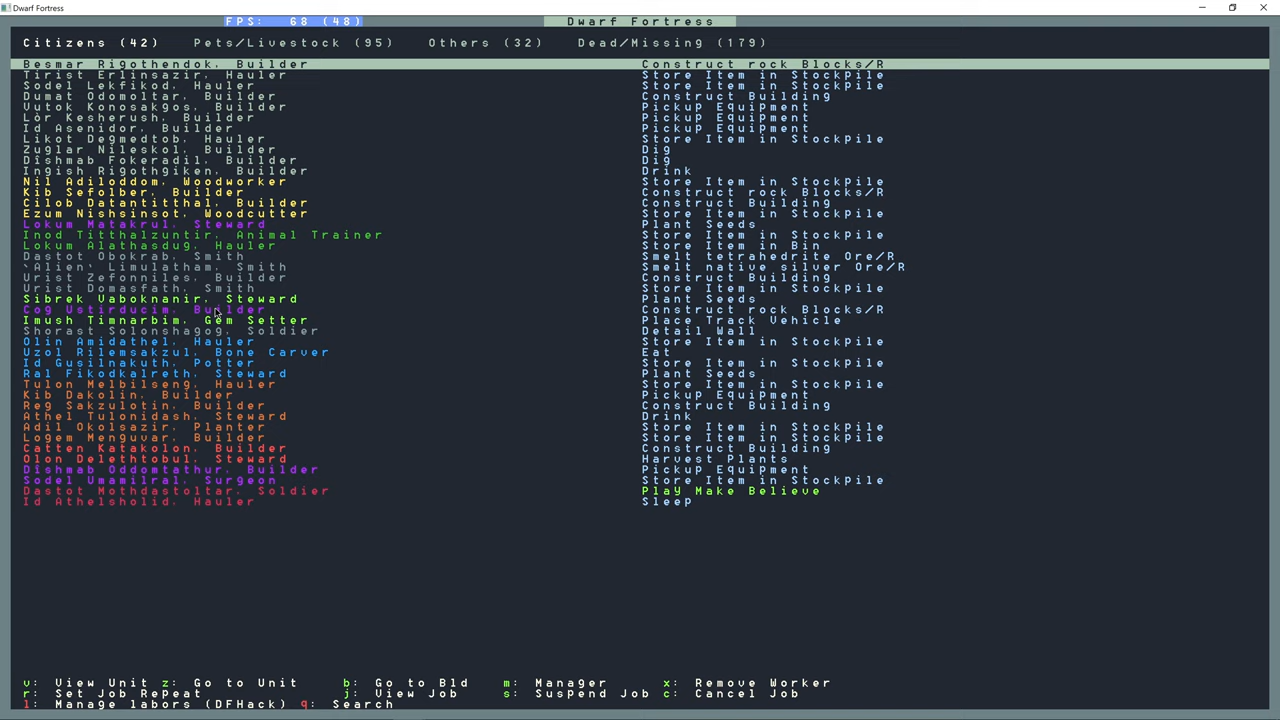 Dwarf Fortress
FPS: 68 (48) Dwarf Fortress
Citizens (42) Pets/Livestock (95) Others (32) Dead/Missing (179)
Besmar Rigothendok, Builder Construct rock Blocks/R
Tirist Erlinsazir, Hauler Store Item in Stockpile
Sodel Lekfikod, Hauler Store Item in Stockpile
Dumat Odomoltar, Builder Construct Building
Vutok Konosakgos, Builder Pickup Equipment
Lòr Kesherush, Builder Pickup Equipment
Id Asenidor, Builder Pickup Equipment
Likot Degmedtob, Hauler Store Item in Stockpile
Zuglar Nileskol, Builder Dig
Dîshmab Fokeradil, Builder Dig
Ingish Rigothgiken, Builder Drink
Nil Adiloddom, Woodworker Store Item in Stockpile
Kib Sefolber, Builder Construct rock Blocks/R
Cilob Datantitthal, Builder Construct Building
Ezum Nishsinsot, Woodcutter Store Item in Stockpile
Lokum Matakrul, Steward Plant Seeds
Inod Titthalzuntir, Animal Trainer Store Item in Stockpile
Lokum Alathasdug, Hauler Store Item in Bin
Dastot Obokrab, Smith Smelt tetrahedrite Ore/R
`Alien' Limulatham, Smith Smelt native silver Ore/R
Urist Zefonniles, Builder Construct Building
Urist Domasfath, Smith Store Item in Stockpile
Sibrek Vaboknanir, Steward Plant Seeds
Cog Ustirducim, Builder Construct rock Blocks/R
Imush Timnarbim, Gem Setter Place Track Vehicle
Shorast Solonshagog, Soldier Detail Wall
Olin Amidathel, Hauler Store Item in Stockpile
Uzol Rilemsakzul, Bone Carver Eat
Id Gusilnakuth, Potter Store Item in Stockpile
Ral Fikodkalreth, Steward Plant Seeds
Tulon Melbilseng, Hauler Store Item in Stockpile
Kib Dakolin, Builder Pickup Equipment
Reg Sakzulotin, Builder Construct Building
Athel Tulonidash, Steward Drink
Adil Okolsazir, Planter Store Item in Stockpile
Logem Menguvar, Builder Store Item in Stockpile
Catten Katakolon, Builder Construct Building
Olon Delethtobul, Steward Harvest Plants
Dîshmab Oddomtathur, Builder Pickup Equipment
Sodel Umamilral, Surgeon Store Item in Stockpile
Dastot Mothdastoltar, Soldier Play Make Believe
Id Athelsholid, Hauler Sleep
v: View Unit z: Go to Unit b: Go to Bld m: Manager x: Remove Worker
r: Set Job Repeat j: View Job s: Suspend Job c: Cancel Job
l: Manage labors (DFHack) q: Search